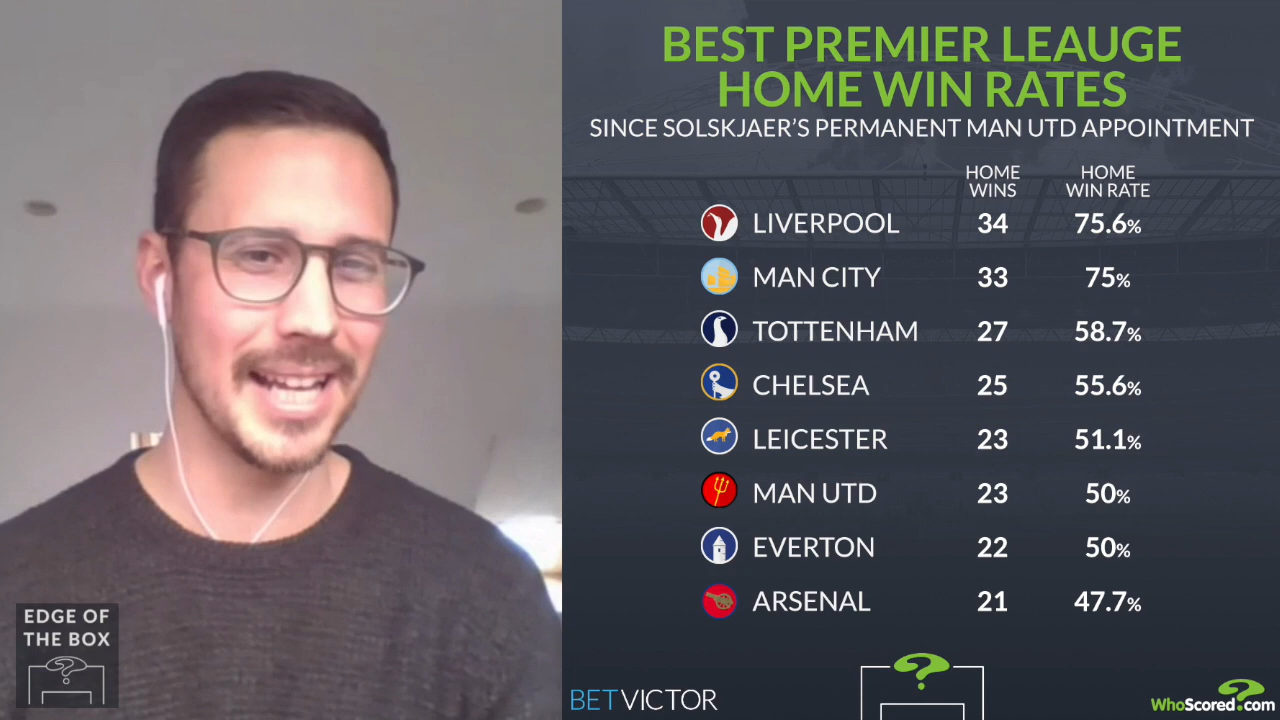 BEST PREMIER LEAUGE
HOME WIN RATES
SINCE SOLSKJAER'S PERMANENT MAN UTD APPOINTMENT
HOME WINS HOME WIN RATE
LIVERPOOL 34 75.6%
MAN CITY 33 75%
TOTTENHAM 27 58.7%
CHELSEA 25 55.6%
LEICESTER 23 51.1%
MAN UTD 23 50%
EVERTON 22 50%
ARSENAL 21 47.7%
EDGE OF
THE BOX
?
BETVICTOR
?
WhoScored?.com